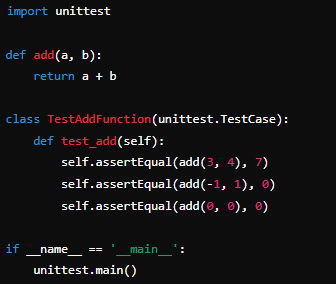 import unittest

def add(a, b):
    return a + b

class TestAddFunction(unittest.TestCase):
    def test_add(self):
        self.assertEqual(add(3, 4), 7)
        self.assertEqual(add(-1, 1), 0)
        self.assertEqual(add(0, 0), 0)

if __name__ == '__main__':
    unittest.main()